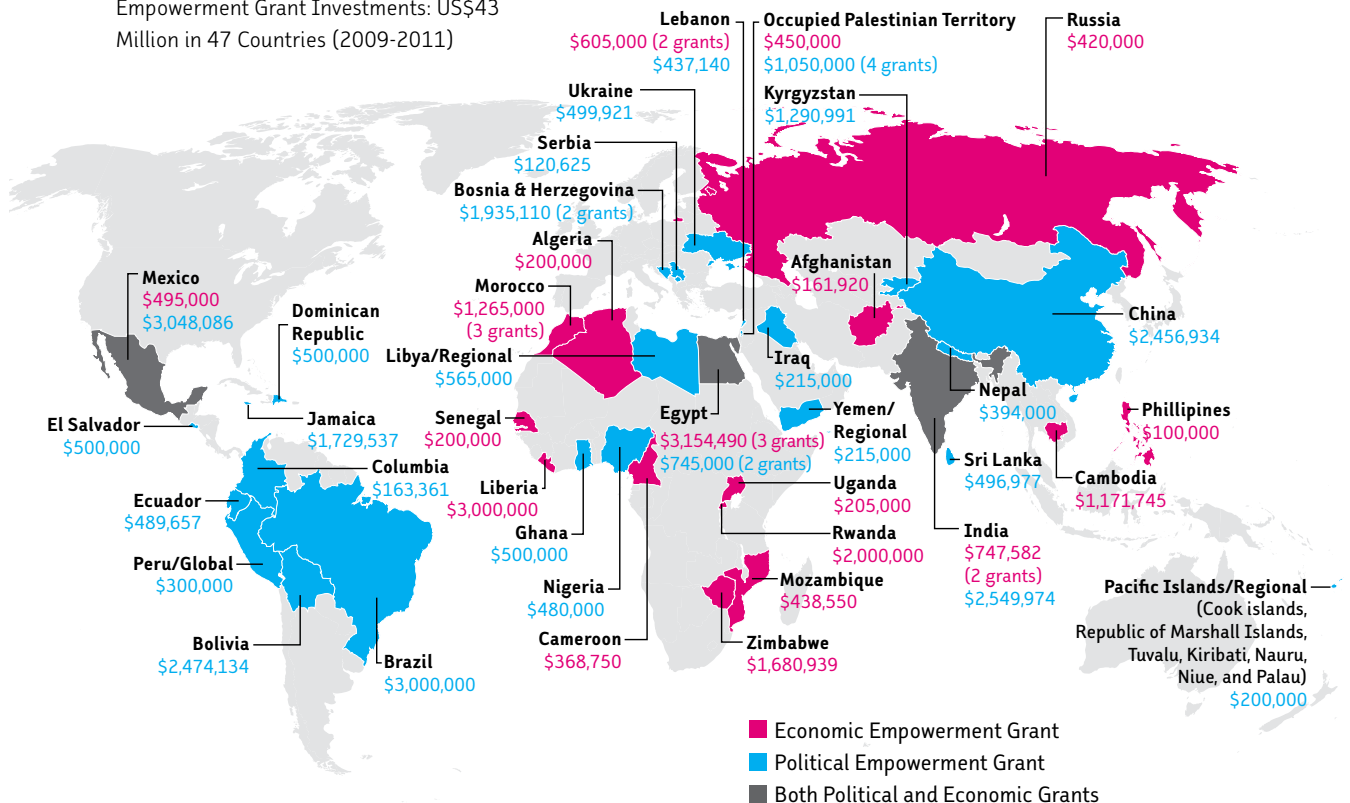 Empowerment Grant Investments: US$43
Million in 47 Countries (2009-2011)
Lebanon
$605,000 (2 grants)
$437,140
Occupied Palestinian Territory
$450,000
$1,050,000 (4 grants)
Russia
$420,000
Ukraine
$499,921
Kyrgyzstan
$1,290,991
Serbia
$120,625
Bosnia & Herzegovina
$1,935,110 (2 grants)
Algeria
$200,000
Afghanistan
$161,920
Mexico
$495,000
$3,048,086
Morocco
$1,265,000
(3 grants)
Dominican
Republic
$500,000
China
$2,456,934
Libya/Regional
$565,000
Iraq
$215,000
Nepal
$394,000
El Salvador
$500,000
Jamaica
$1,729,537
Senegal
$200,000
Egypt
$3,154,490 (3 grants)
$745,000 (2 grants)
Yemen/
Regional
$215,000
Phillipines
$100,000
Sri Lanka
$496,977
Columbia
$163,361
Cambodia
$1,171,745
Ecuador
$489,657
Liberia
$3,000,000
Uganda
$205,000
Ghana
$500,000
Rwanda
$2,000,000
India
$747,582
(2 grants)
$2,549,974
Peru/Global
$300,000
Nigeria
$480,000
Mozambique
$438,550
Pacific Islands/Regional
(Cook islands,
Republic of Marshall Islands,
Tuvalu, Kiribati, Nauru,
Niue, and Palau)
$200,000
Bolivia
$2,474,134
Cameroon
$368,750
Zimbabwe
$1,680,939
Brazil
$3,000,000
Economic Empowerment Grant
Political Empowerment Grant
Both Political and Economic Grants